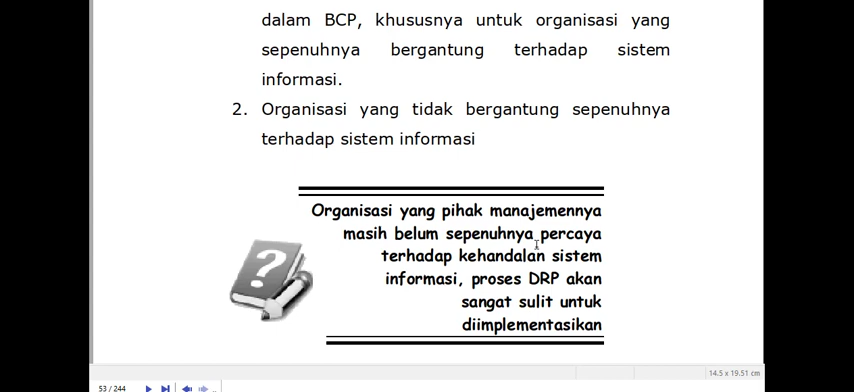 dalam BCP, khususnya untuk organisasi yang
sepenuhnya bergantung terhadap sistem
informasi.
2. Organisasi yang tidak bergantung sepenuhnya
terhadap sistem informasi
Organisasi yang pihak manajemennya
masih belum sepenuhnya percaya
terhadap kehandalan sistem
informasi, proses DRP akan
sangat sulit untuk
diimplementasikan
?
14.5 x 19.51 cm
53 / 244